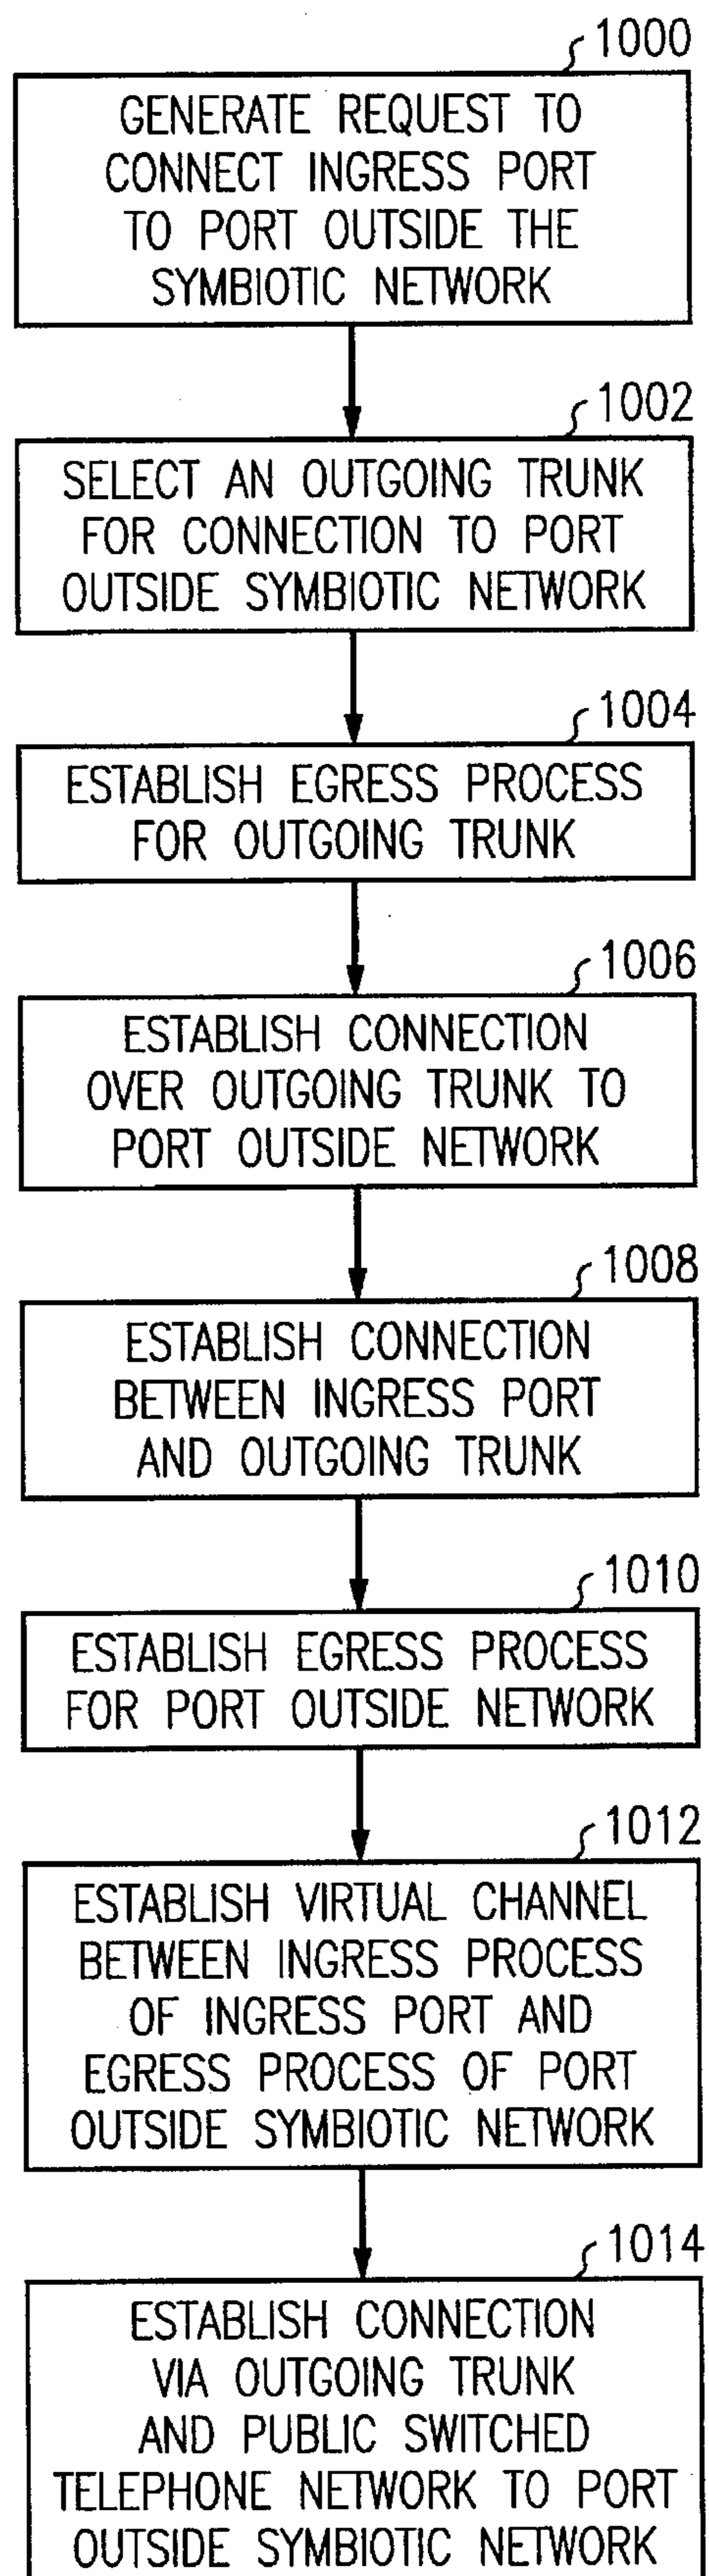 1000
GENERATE REQUEST TO
CONNECT INGRESS PORT
TO PORT OUTSIDE THE
SYMBIOTIC NETWORK
1002
SELECT AN OUTGOING TRUNK
FOR CONNECTION TO PORT
OUTSIDE SYMBIOTIC NETWORK
1004
ESTABLISH EGRESS PROCESS
FOR OUTGOING TRUNK
1006
ESTABLISH CONNECTION
OVER OUTGOING TRUNK TO
PORT OUTSIDE NETWORK
1008
ESTABLISH CONNECTION
BETWEEN INGRESS PORT
AND OUTGOING TRUNK
1010
ESTABLISH EGRESS PROCESS
FOR PORT OUTSIDE NETWORK
1012
ESTABLISH VIRTUAL CHANNEL
BETWEEN INGRESS PROCESS
OF INGRESS PORT AND
EGRESS PROCESS OF PORT
OUTSIDE SYMBIOTIC NETWORK
1014
ESTABLISH CONNECTION
VIA OUTGOING TRUNK
AND PUBLIC SWITCHED
TELEPHONE NETWORK TO PORT
OUTSIDE SYMBIOTIC NETWORK